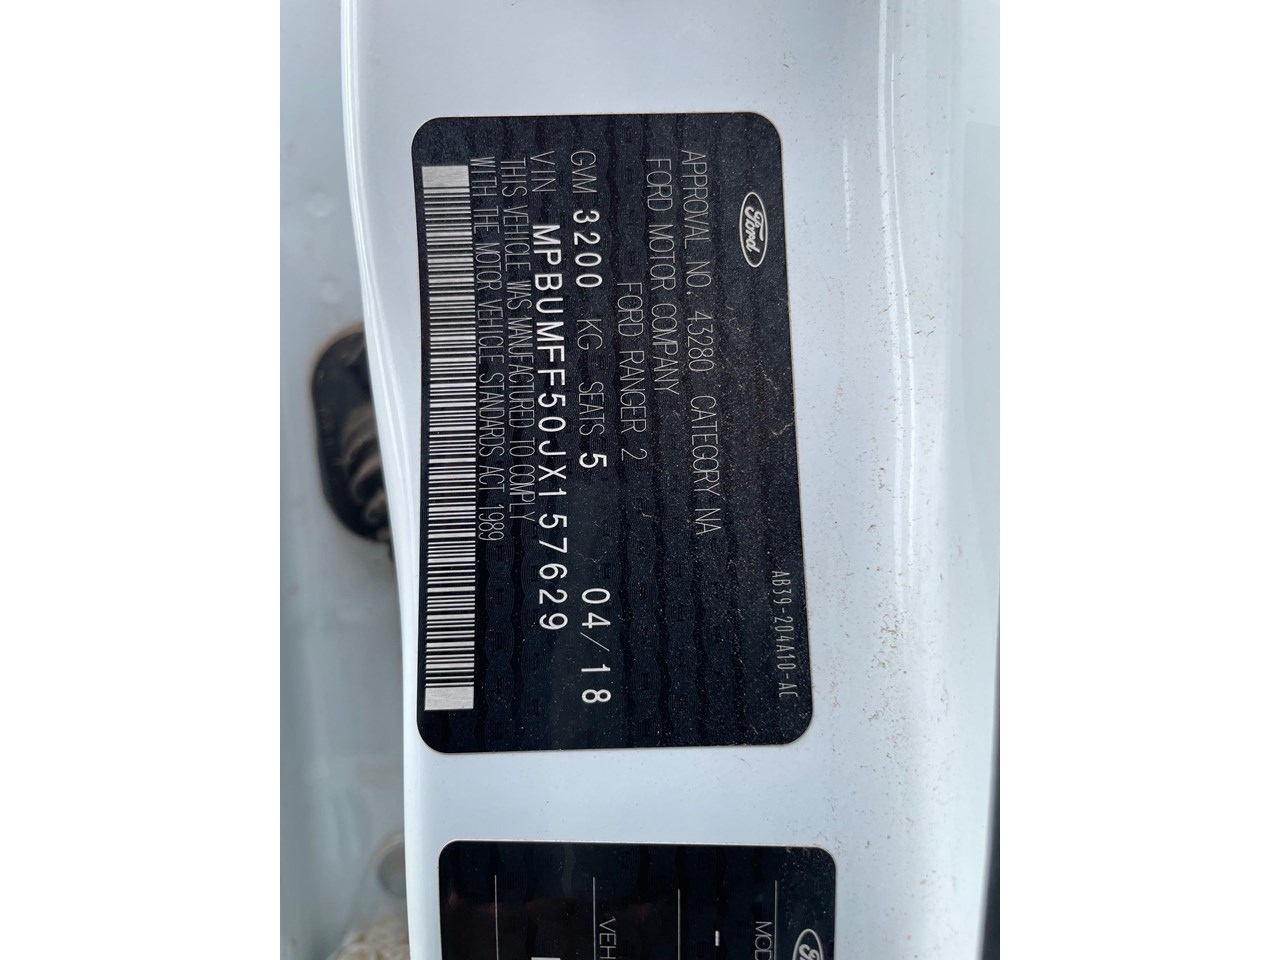 Ford
AB39-204A10-AC
APPROVAL NO. 43280 CATEGORY NA
FORD MOTOR COMPANY
FORD RANGER 2
GVM 3200 KG SEATS 5 04/18
VIN MPBUMFF50JX157629
THIS VEHICLE WAS MANUFACTURED TO COMPLY
WITH THE MOTOR VEHICLE STANDARDS ACT 1989